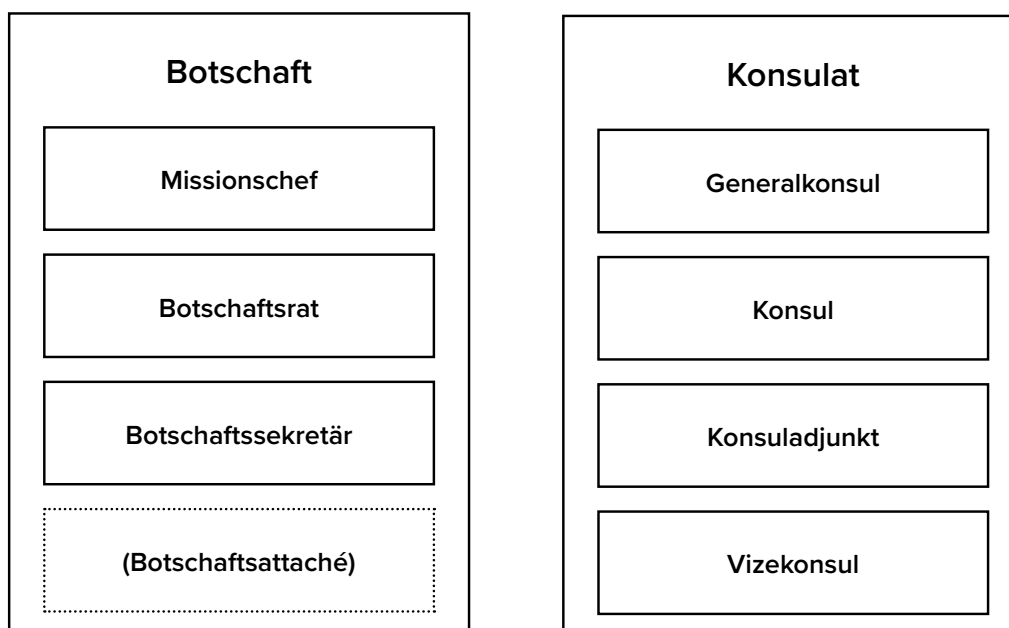 Botschaft
Missionschef
Botschaftsrat
Botschaftssekretär
(Botschaftsattaché)
Konsulat
Generalkonsul
Konsul
Konsuladjunkt
Vizekonsul